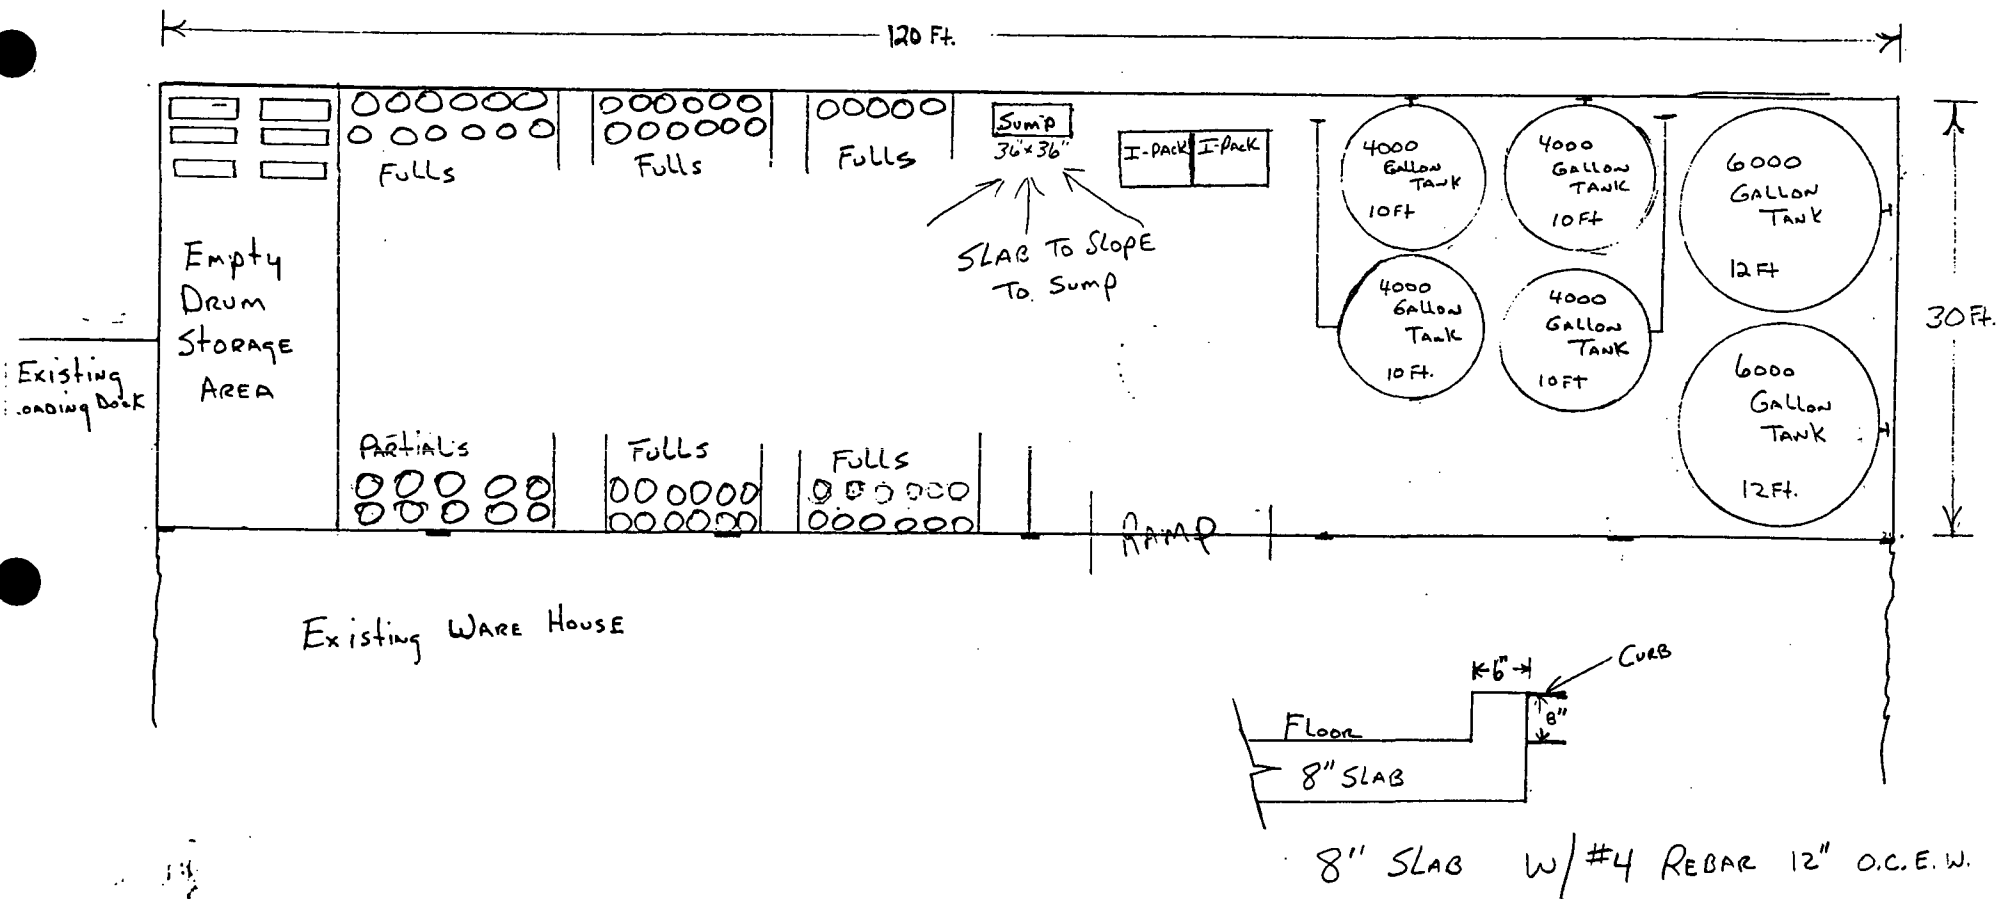 120 Ft.
Fulls
Fulls
Fulls
Sump
36"x36"
I-PACK
I-PACK
SLAB To SLOPE
To Sump
4000
GALLON
TANK
10 Ft
4000
GALLON
TANK
10 Ft
6000
GALLON
TANK
12 Ft
4000
GALLON
TANK
10 Ft.
4000
GALLON
TANK
10 FT
6000
GALLON
TANK
12 Ft.
30 Ft.
Empty
DRUM
STORAGE
AREA
Existing
LOADING DOCK
PARTIALS
FULLS
FULLS
RAMP
Existing WARE HOUSE
6"
CURB
8"
FLOOR
8" SLAB
8" SLAB W/ #4 REBAR 12" O.C.E.W.